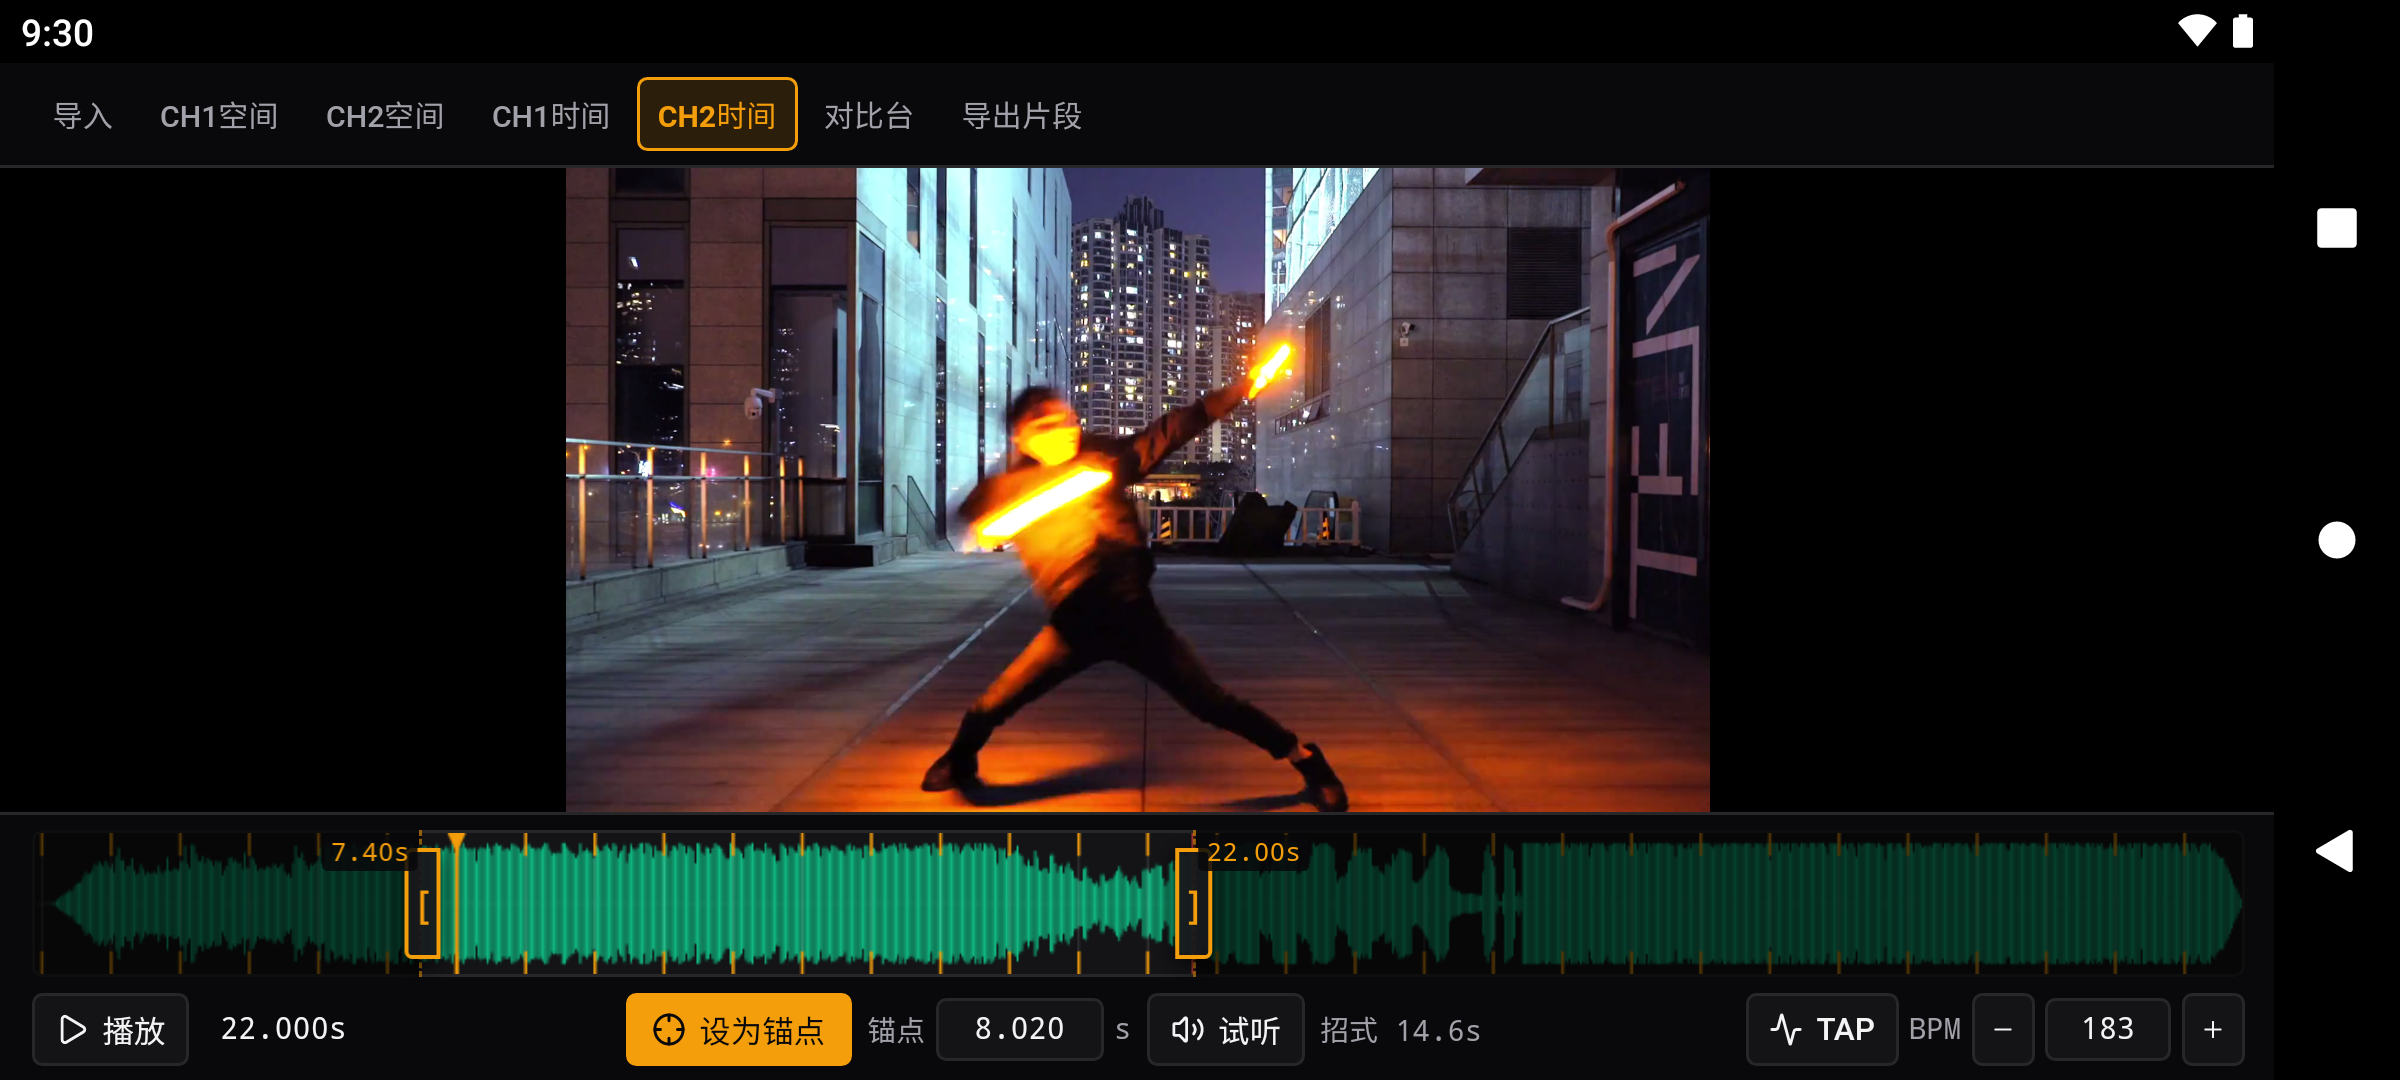 9:30
导入 CH1空间 CH2空间 CH1时间 CH2时间 对比台 导出片段
7.40s 22.00s
[ ]
播放 22.000s 设为锚点 锚点 8.020 s 试听 招式 14.6s TAP BPM − 183 +